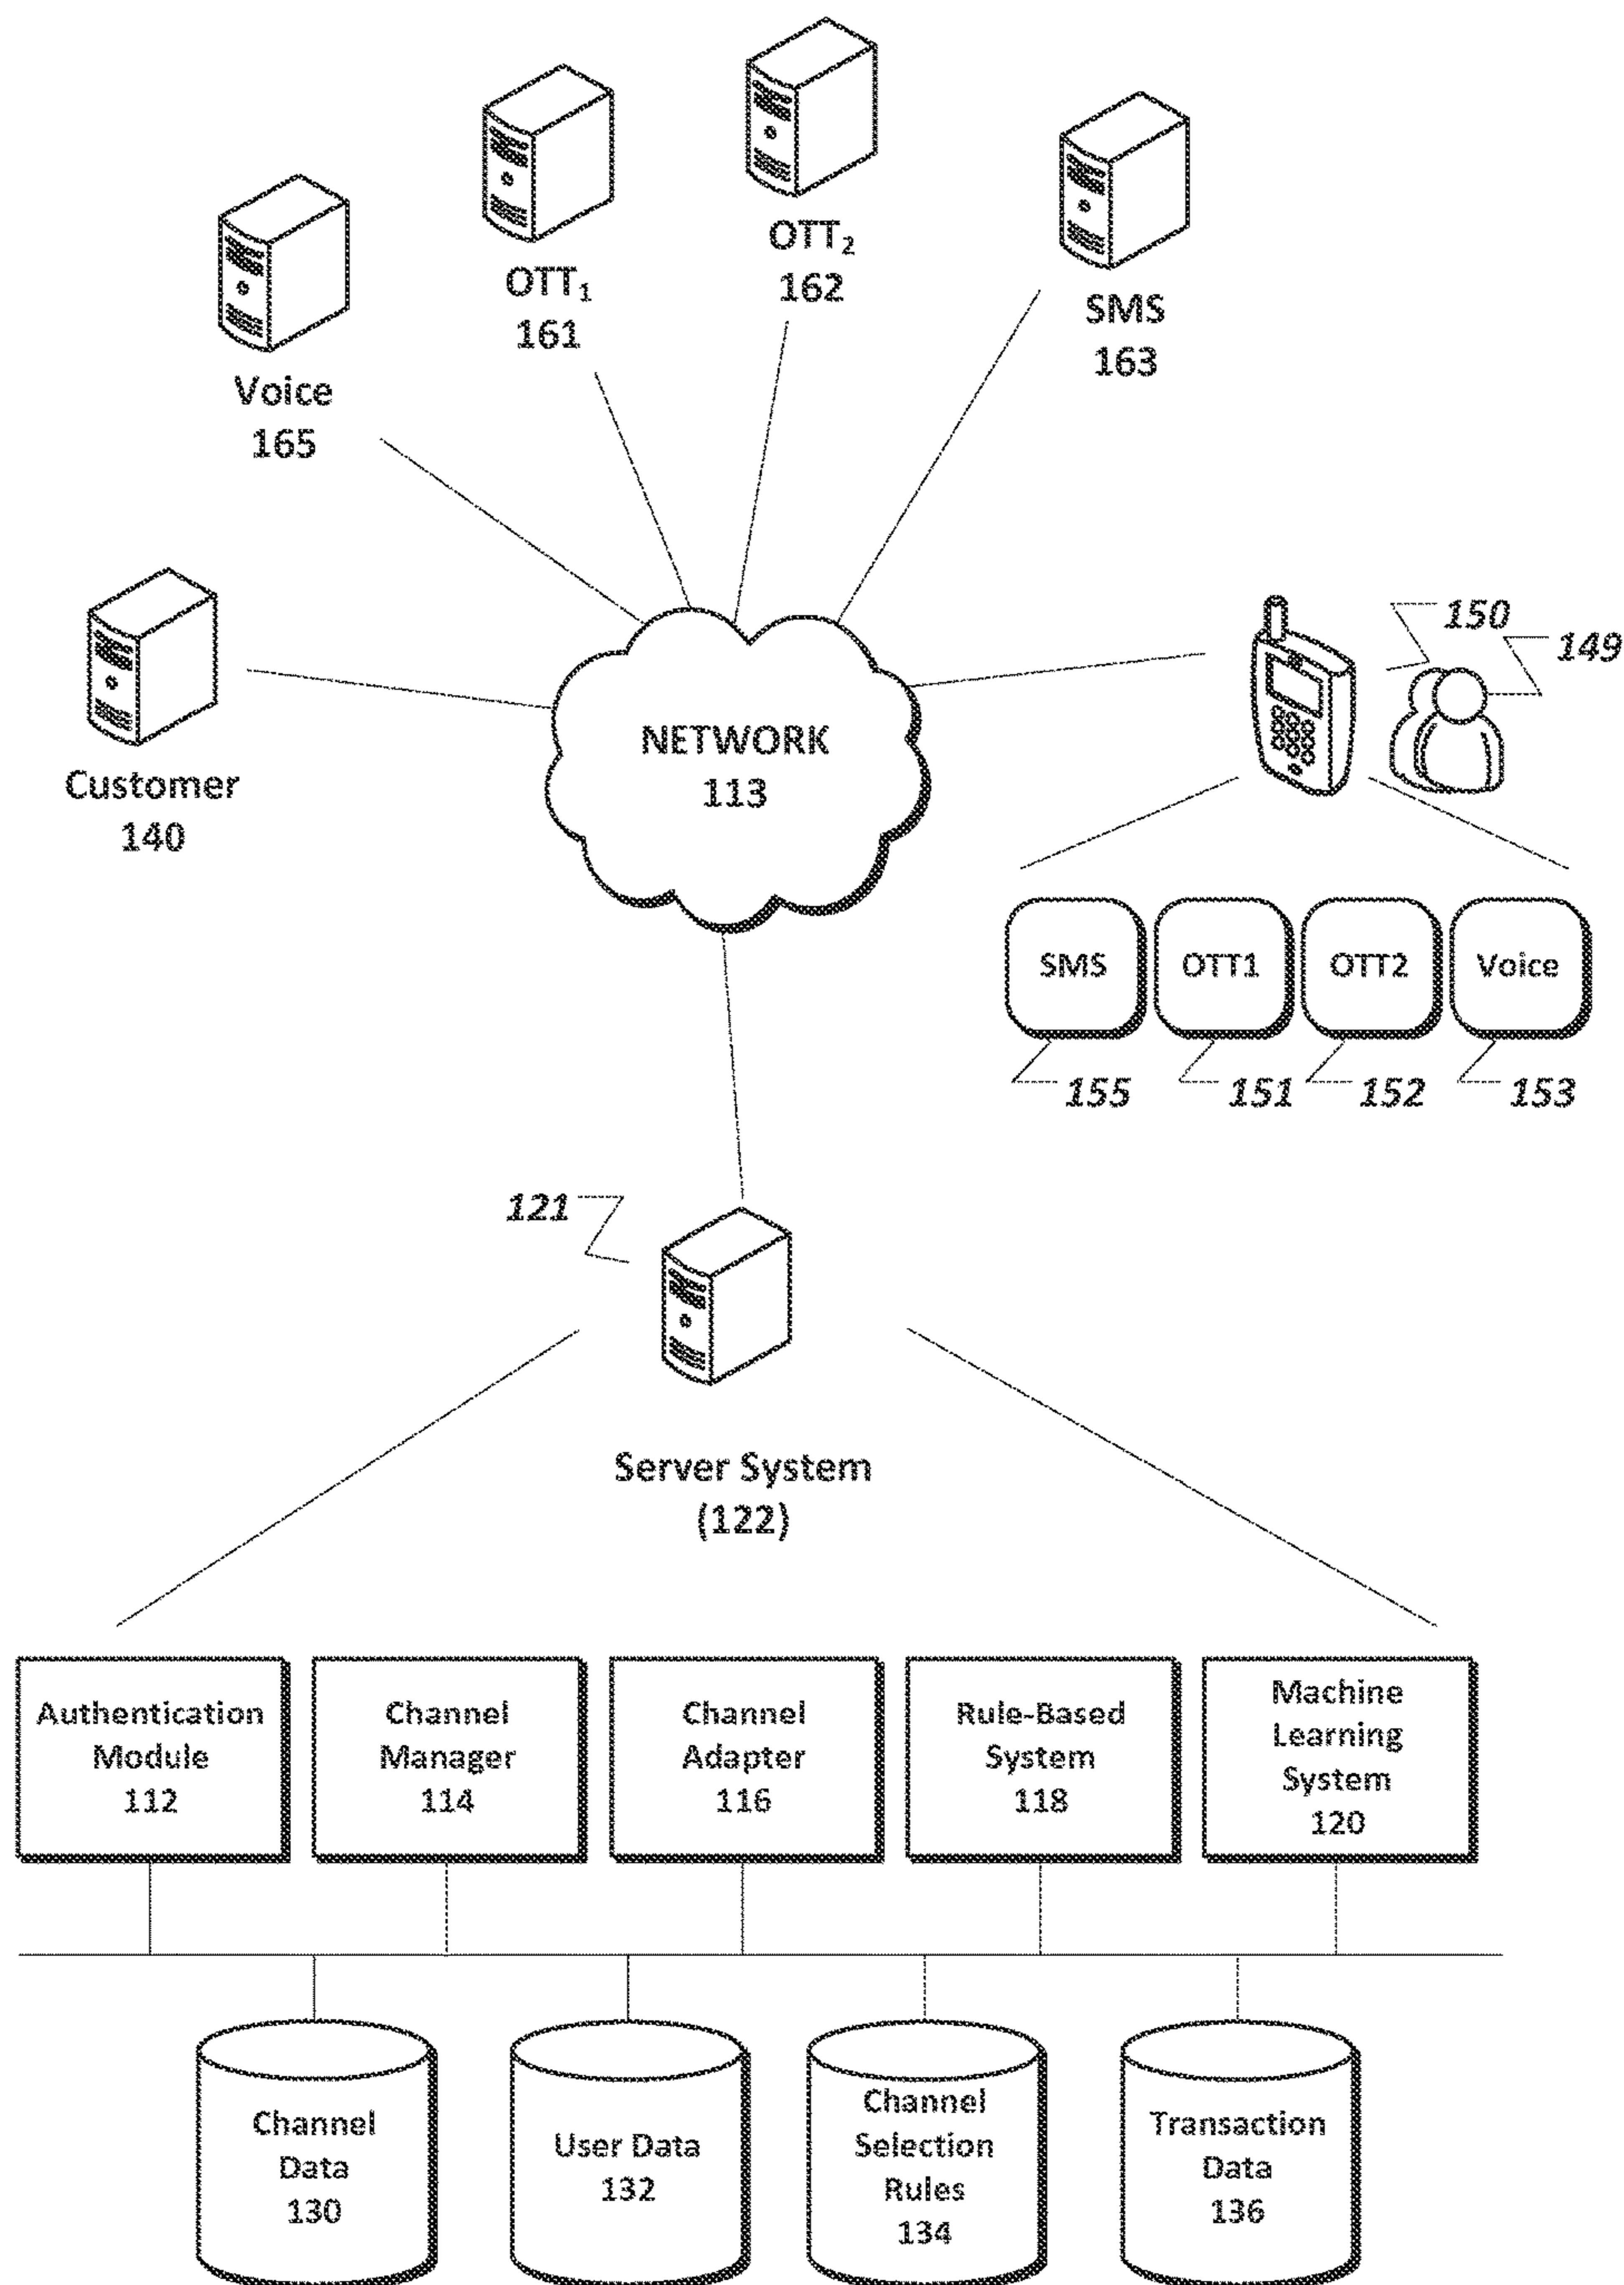 OTT₂
162
OTT₁
161
SMS
163
Voice
165
150
149
NETWORK
113
Customer
140
SMS
OTT1
OTT2
Voice
155
151
152
153
121
Server System
(122)
Authentication
Module
112
Channel
Manager
114
Channel
Adapter
116
Rule-Based
System
118
Machine
Learning
System
120
Channel
Data
130
User Data
132
Channel
Selection
Rules
134
Transaction
Data
136